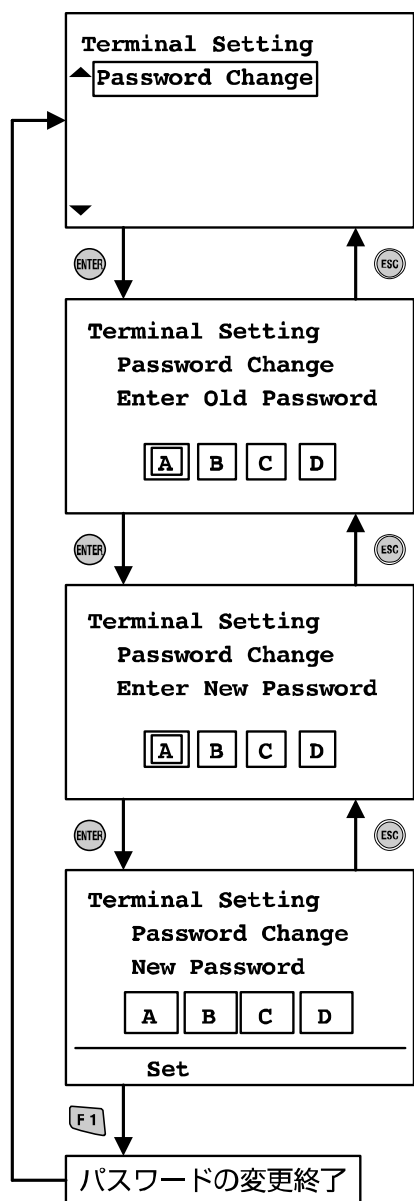 Terminal Setting
Password Change
ENTER
ESC
Terminal Setting
Password Change
Enter Old Password
A B C D
ENTER
ESC
Terminal Setting
Password Change
Enter New Password
A B C D
ENTER
ESC
Terminal Setting
Password Change
New Password
A B C D
Set
F1
パスワードの変更終了